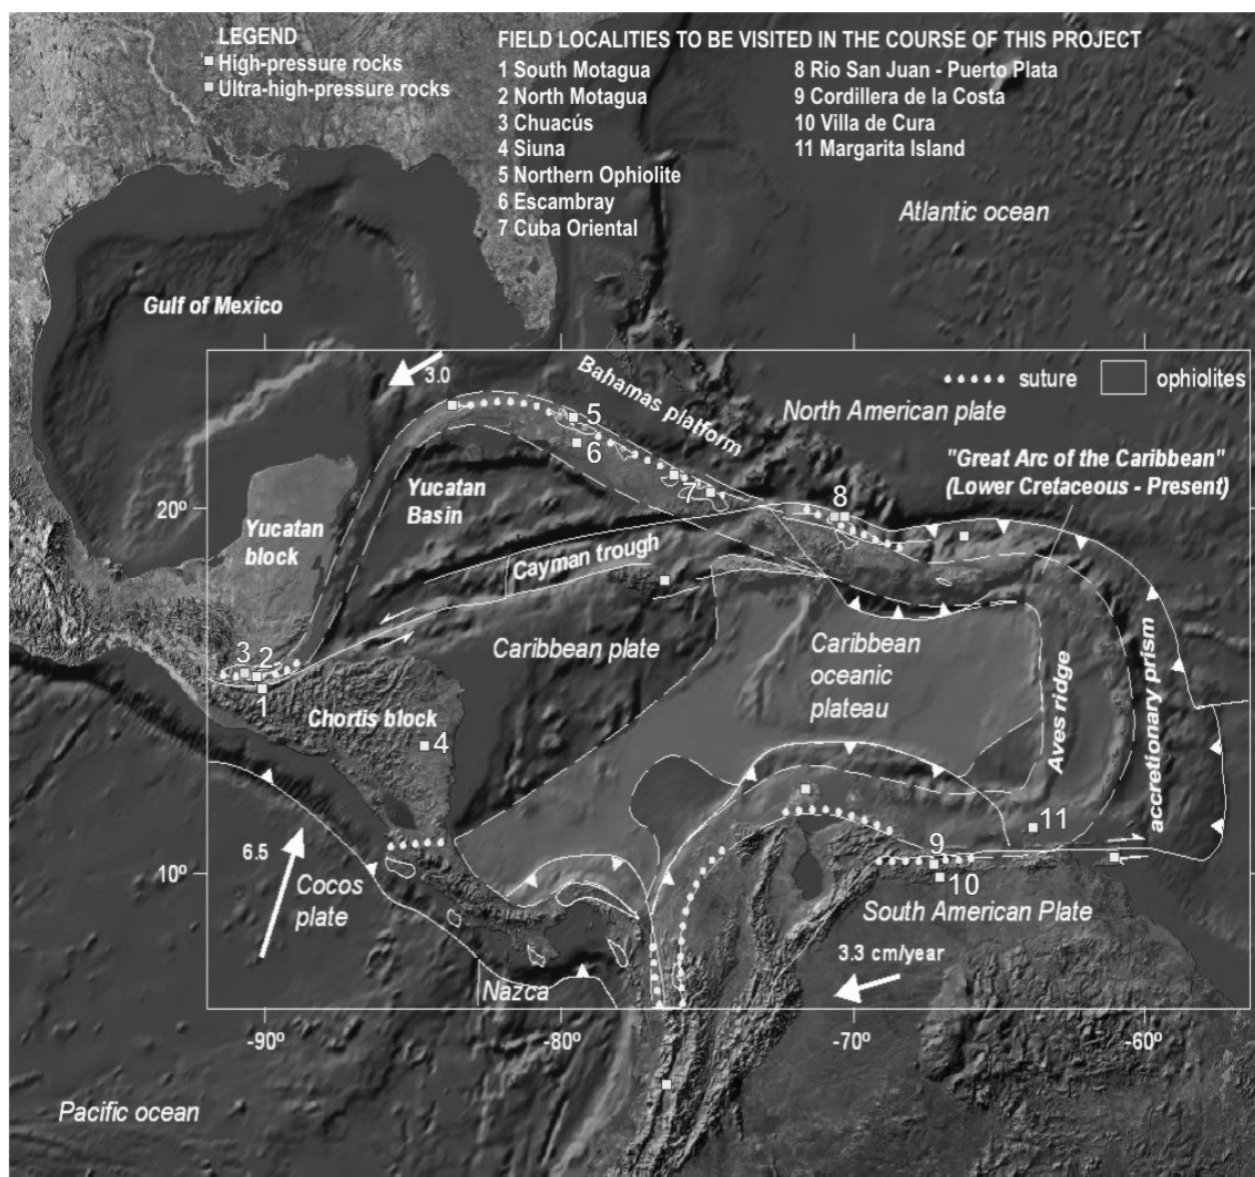 LEGEND
High-pressure rocks
Ultra-high-pressure rocks
FIELD LOCALITIES TO BE VISITED IN THE COURSE OF THIS PROJECT
1 South Motagua
2 North Motagua
3 Chuacús
4 Siuna
5 Northern Ophiolite
6 Escambray
7 Cuba Oriental
8 Rio San Juan - Puerto Plata
9 Cordillera de la Costa
10 Villa de Cura
11 Margarita Island
Atlantic ocean
Gulf of Mexico
3.0
Bahamas platform
suture
ophiolites
North American plate
"Great Arc of the Caribbean"
(Lower Cretaceous - Present)
5
6
7
8
20º
Yucatan
Basin
Yucatan
block
Cayman trough
Caribbean plate
Caribbean
oceanic
plateau
Aves ridge
accretionary prism
3
2
1
Chortis block
4
11
9
10
6.5
10º
Cocos
plate
South American Plate
3.3 cm/year
Nazca
-90º
-80º
-70º
-60º
Pacific ocean